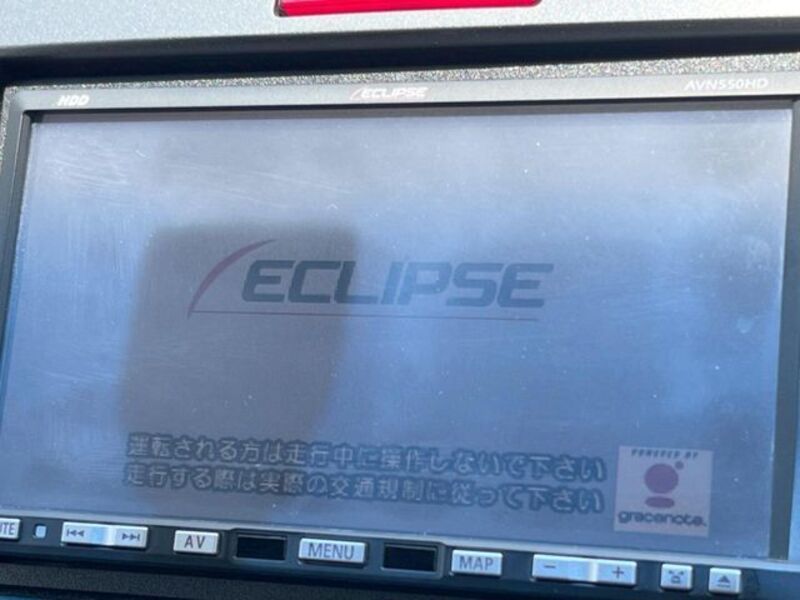 HDD
ECLIPSE
AVN550HD
ECLIPSE
運転される方は走行中に操作しないで下さい
走行する際は実際の交通規制に従って下さい
POWERED BY
gracenote.
AV
MENU
MAP
- +